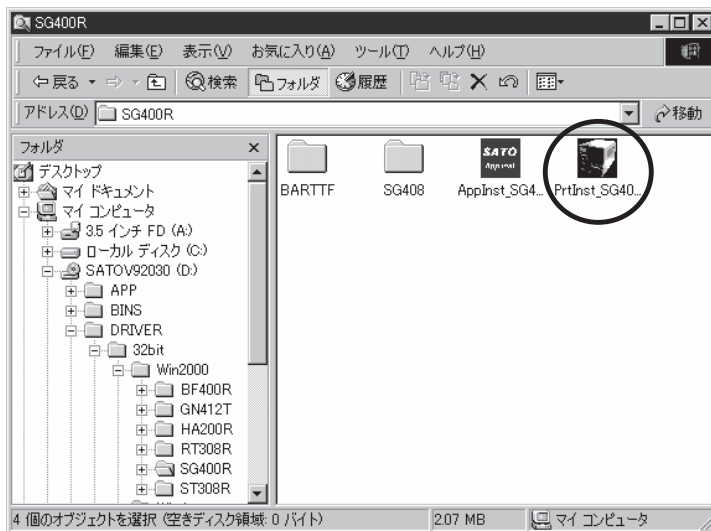 SG400R
ファイル(F) 編集(E) 表示(V) お気に入り(A) ツール(T) ヘルプ(H)
戻る 検索 フォルダ 履歴
アドレス(D) SG400R 移動
フォルダ ×
デスクトップ
マイ ドキュメント
マイ コンピュータ
3.5 インチ FD (A:)
ローカル ディスク (C:)
SATOV92030 (D:)
APP
BINS
DRIVER
32bit
Win2000
BF400R
GN412T
HA200R
RT308R
SG400R
ST308R
SATO
AppInst
BARTTF SG408 AppInst_SG4... PrtInst_SG40...
4 個のオブジェクトを選択 (空きディスク領域: 0 バイト) 2.07 MB マイ コンピュータ